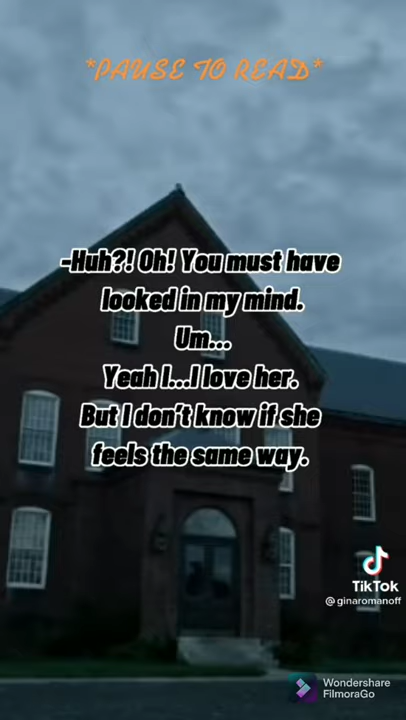 *PAUSE TO READ*
-Huh?! Oh! You must have
looked in my mind.
Um...
Yeah I...I love her.
But I don't know if she
feels the same way.
TikTok
@ginaromanoff
Wondershare
FilmoraGo